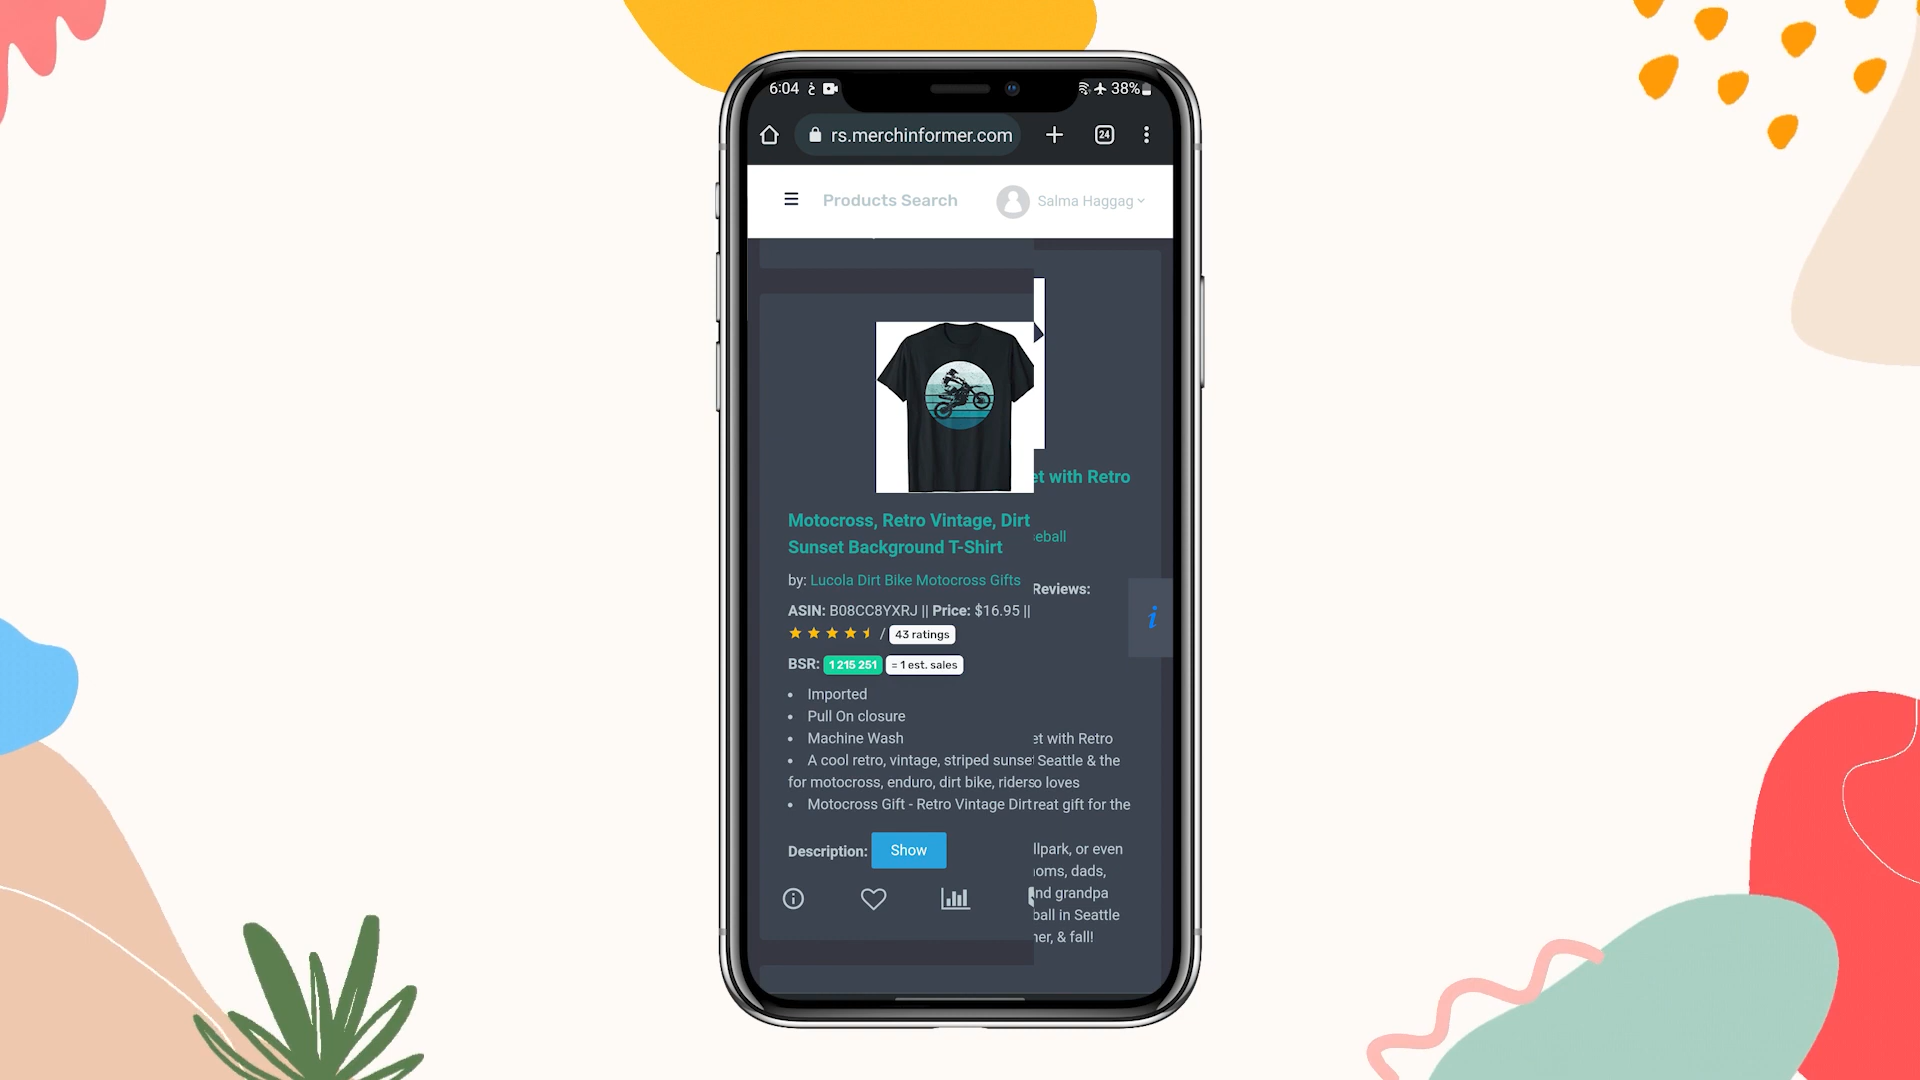 6:04 خ 38%
rs.merchinformer.com 24
Products Search Salma Haggag
et with Retro
Motocross, Retro Vintage, Dirt
Sunset Background T-Shirt
eball
by: Lucola Dirt Bike Motocross Gifts
Reviews:
ASIN: B08CC8YXRJ || Price: $16.95 ||
i
/ 43 ratings
BSR: 1 215 251 = 1 est. sales
Imported
Pull On closure
Machine Wash
et with Retro
A cool retro, vintage, striped sunset Seattle & the
for motocross, enduro, dirt bike, riders o loves
Motocross Gift - Retro Vintage Dirt reat gift for the
Description: Show
llpark, or even
oms, dads,
nd grandpa
ball in Seattle
er, & fall!